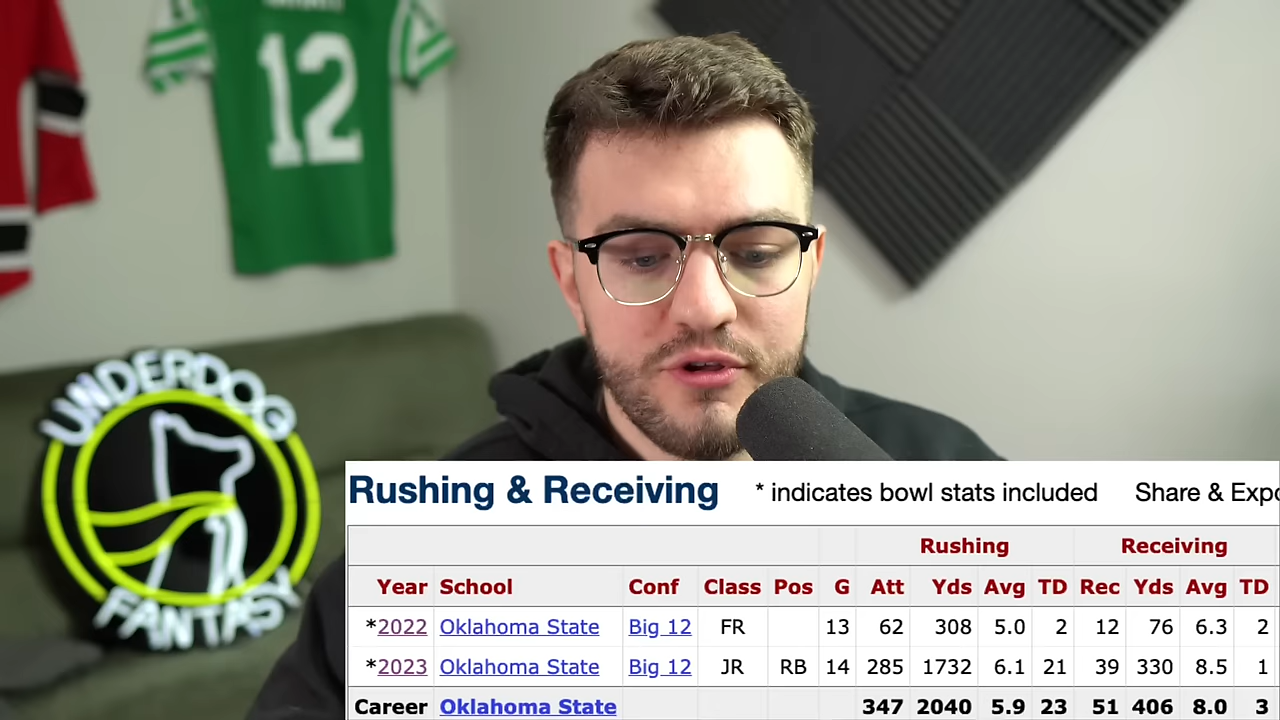 12
UNDERDOG
FANTASY
Rushing & Receiving * indicates bowl stats included Share & Expo
Rushing Receiving
Year School Conf Class Pos G Att Yds Avg TD Rec Yds Avg TD
*2022 Oklahoma State Big 12 FR 13 62 308 5.0 2 12 76 6.3 2
*2023 Oklahoma State Big 12 JR RB 14 285 1732 6.1 21 39 330 8.5 1
Career Oklahoma State 347 2040 5.9 23 51 406 8.0 3